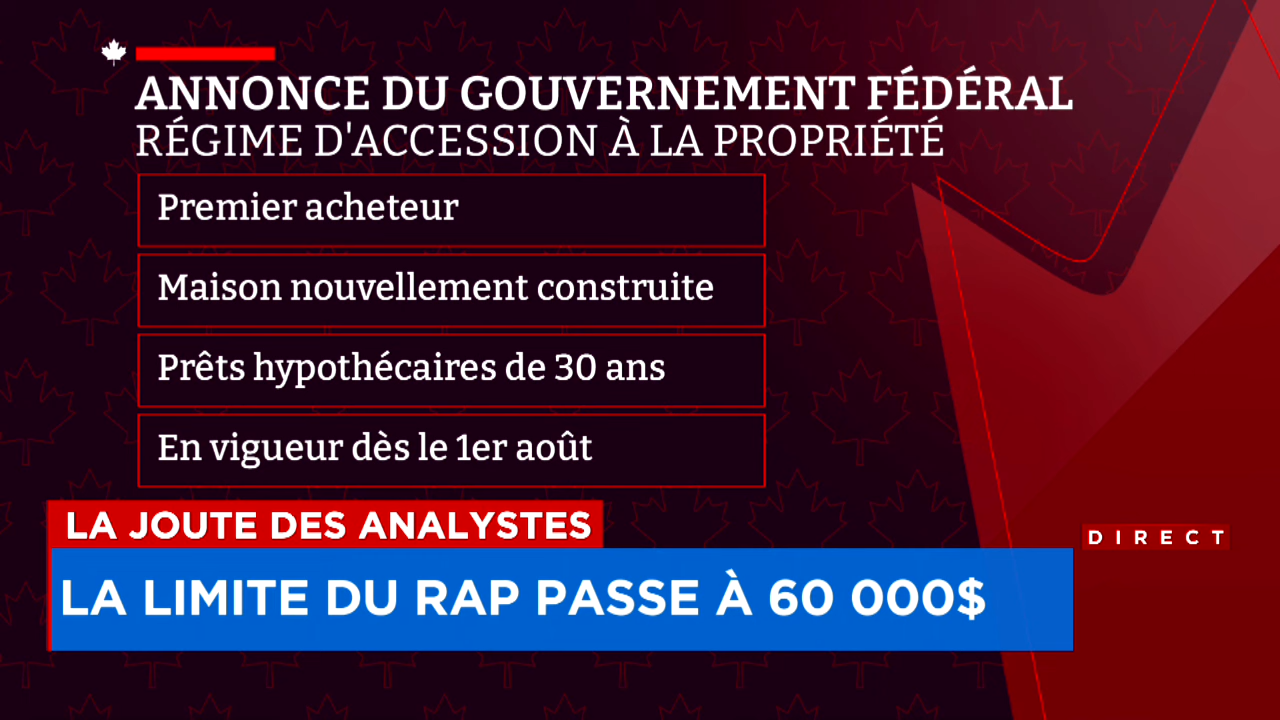 ANNONCE DU GOUVERNEMENT FÉDÉRAL
RÉGIME D'ACCESSION À LA PROPRIÉTÉ
Premier acheteur
Maison nouvellement construite
Prêts hypothécaires de 30 ans
En vigueur dès le 1er août
LA JOUTE DES ANALYSTES
DIRECT
LA LIMITE DU RAP PASSE À 60 000$